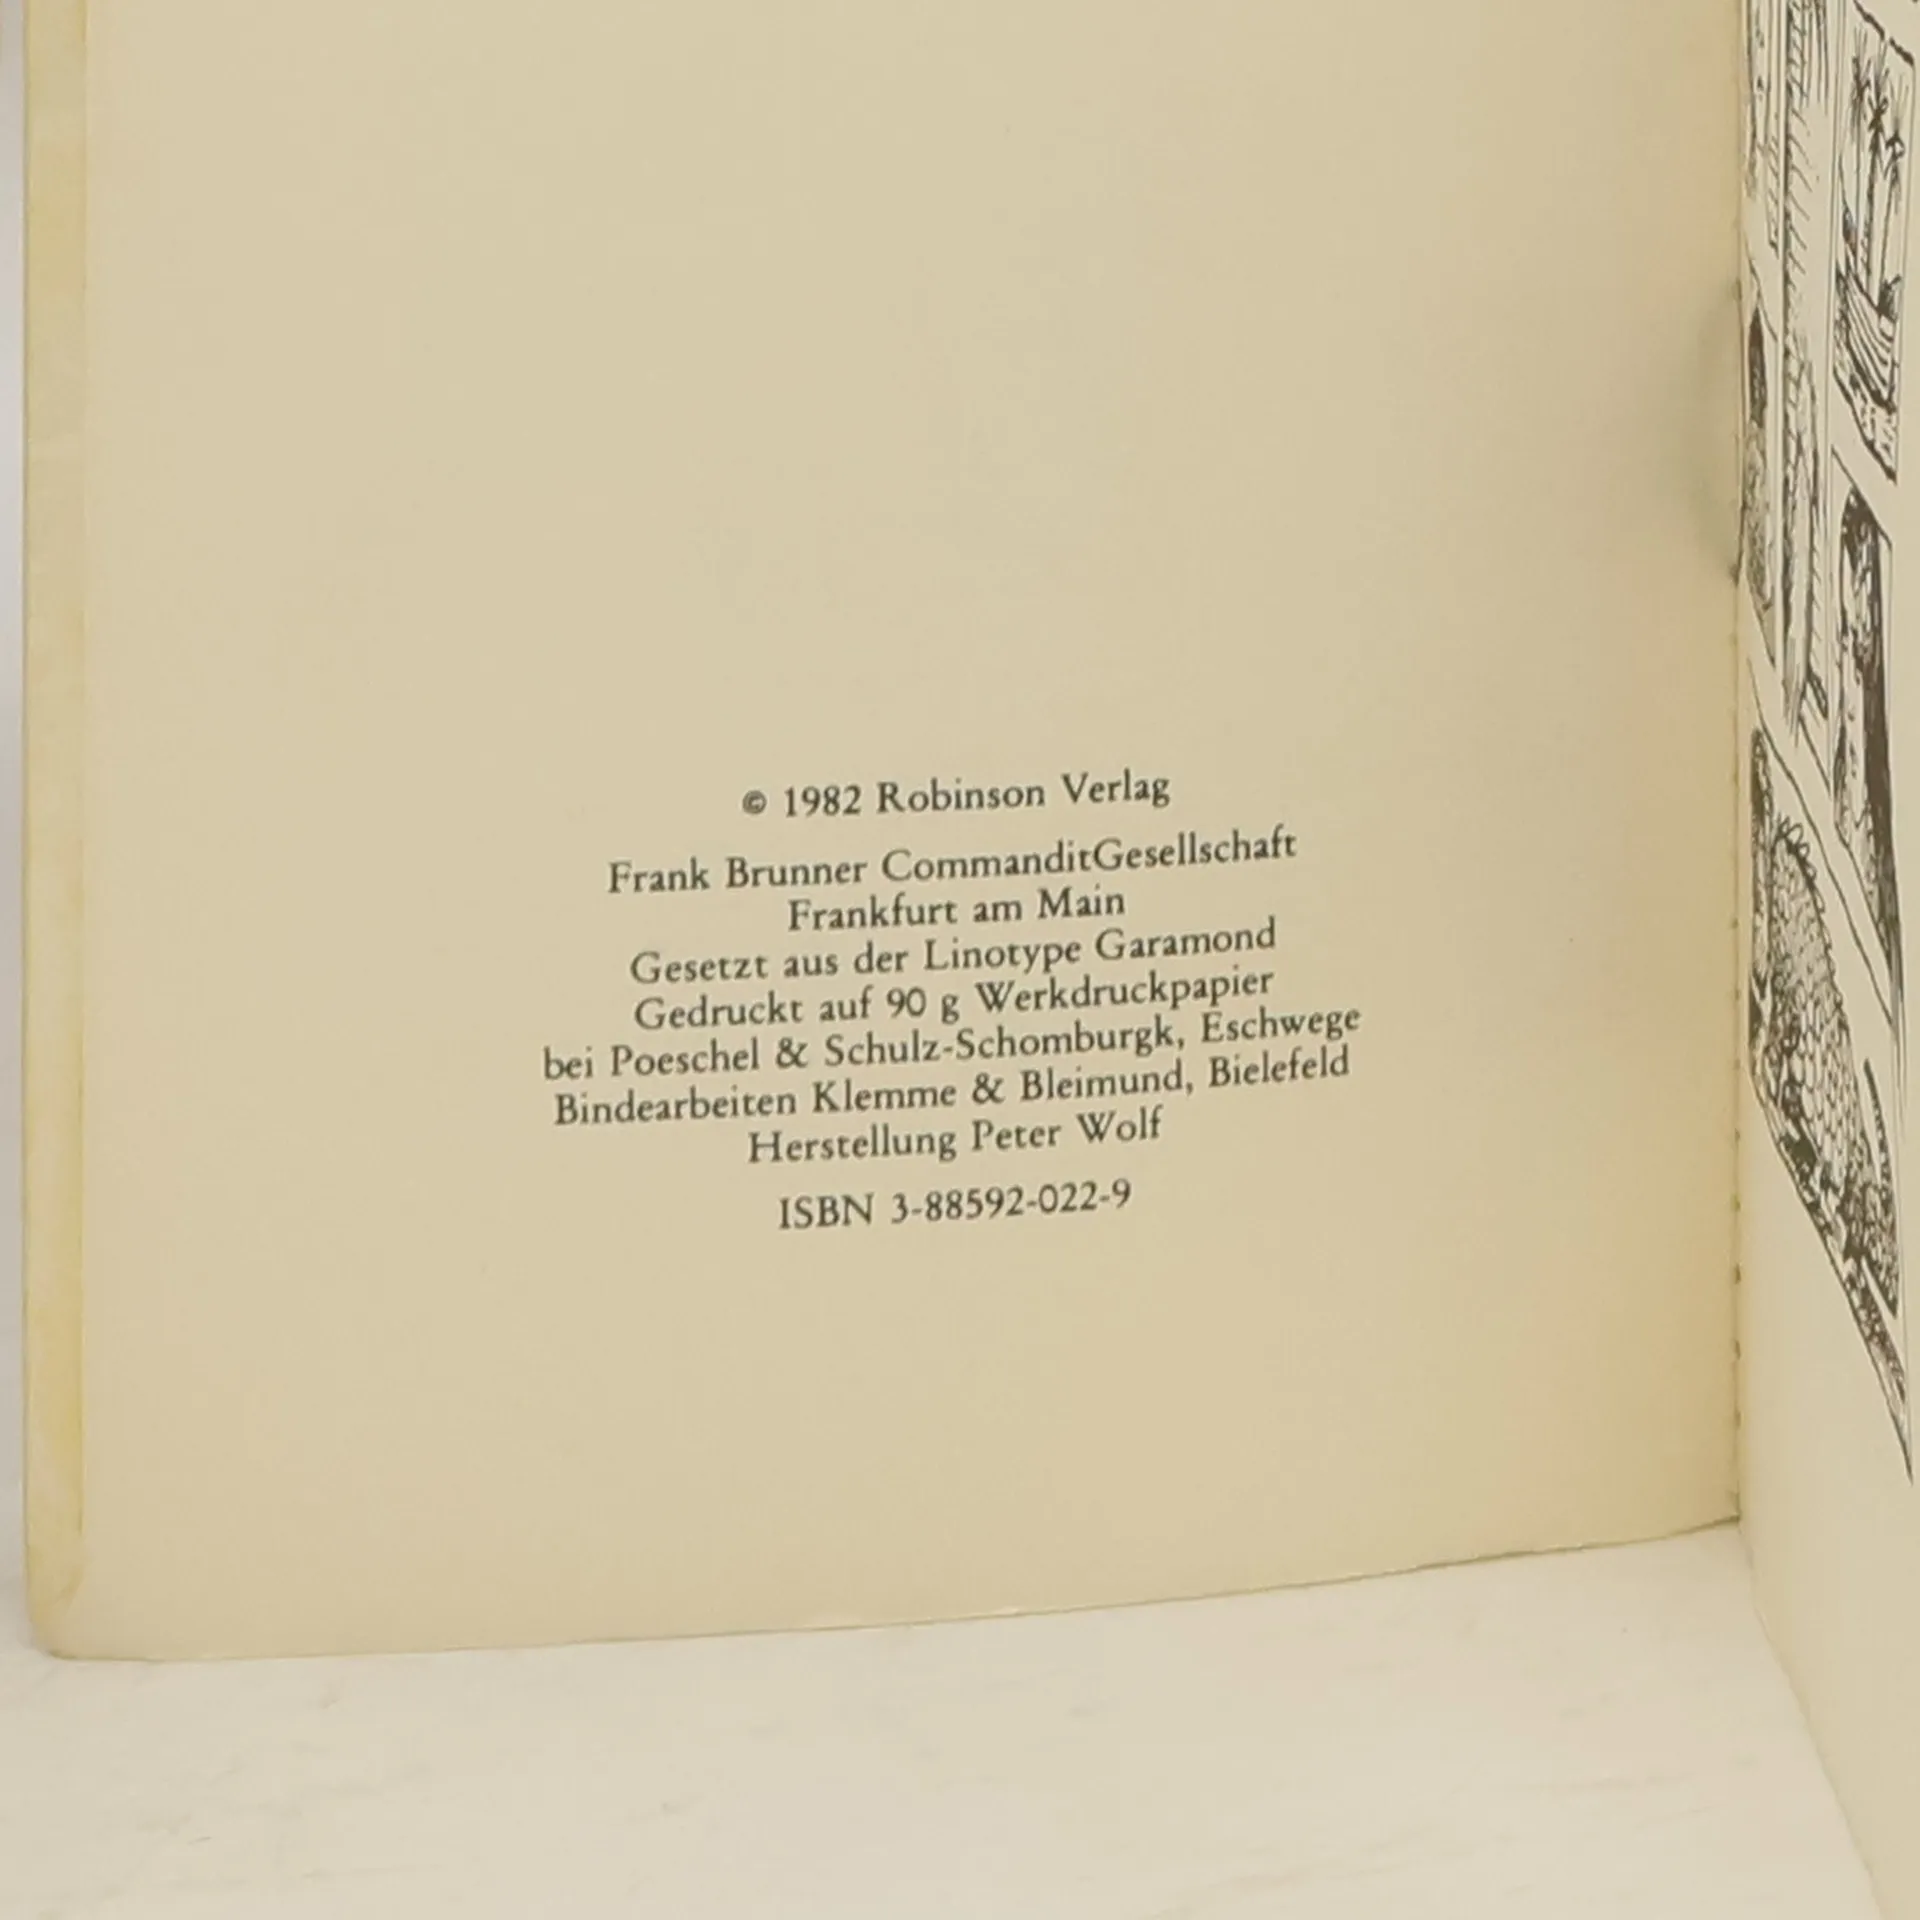 © 1982 Robinson Verlag
Frank Brunner CommanditGesellschaft
Frankfurt am Main
Gesetzt aus der Linotype Garamond
Gedruckt auf 90 g Werkdruckpapier
bei Poeschel & Schulz-Schomburgk, Eschwege
Bindearbeiten Klemme & Bleimund, Bielefeld
Herstellung Peter Wolf
ISBN 3-88592-022-9